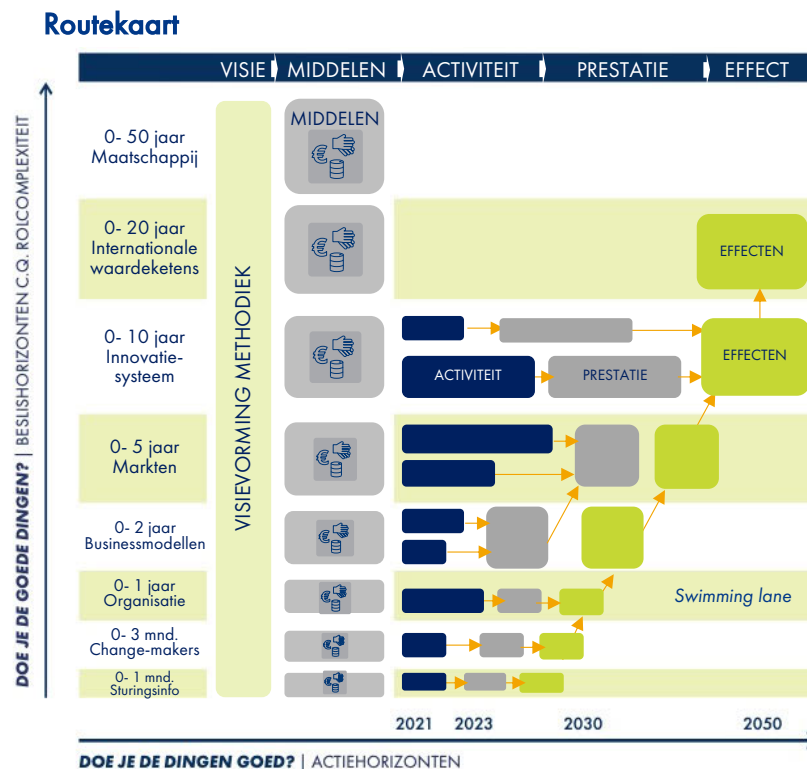 Routekaart
VISIE MIDDELEN ACTIVITEIT PRESTATIE EFFECT
DOE JE DE GOEDE DINGEN? | BESLISHORIZONTEN C.Q. ROLCOMPLEXITEIT
VISIEVORMING METHODIEK
0- 50 jaar
Maatschappij
MIDDELEN
0- 20 jaar
Internationale
waardeketens
EFFECTEN
0- 10 jaar
Innovatie-
systeem
ACTIVITEIT
PRESTATIE
EFFECTEN
0- 5 jaar
Markten
0- 2 jaar
Businessmodellen
0- 1 jaar
Organisatie
Swimming lane
0- 3 mnd.
Change-makers
0- 1 mnd.
Sturingsinfo
2021 2023 2030 2050
DOE JE DE DINGEN GOED? | ACTIEHORIZONTEN